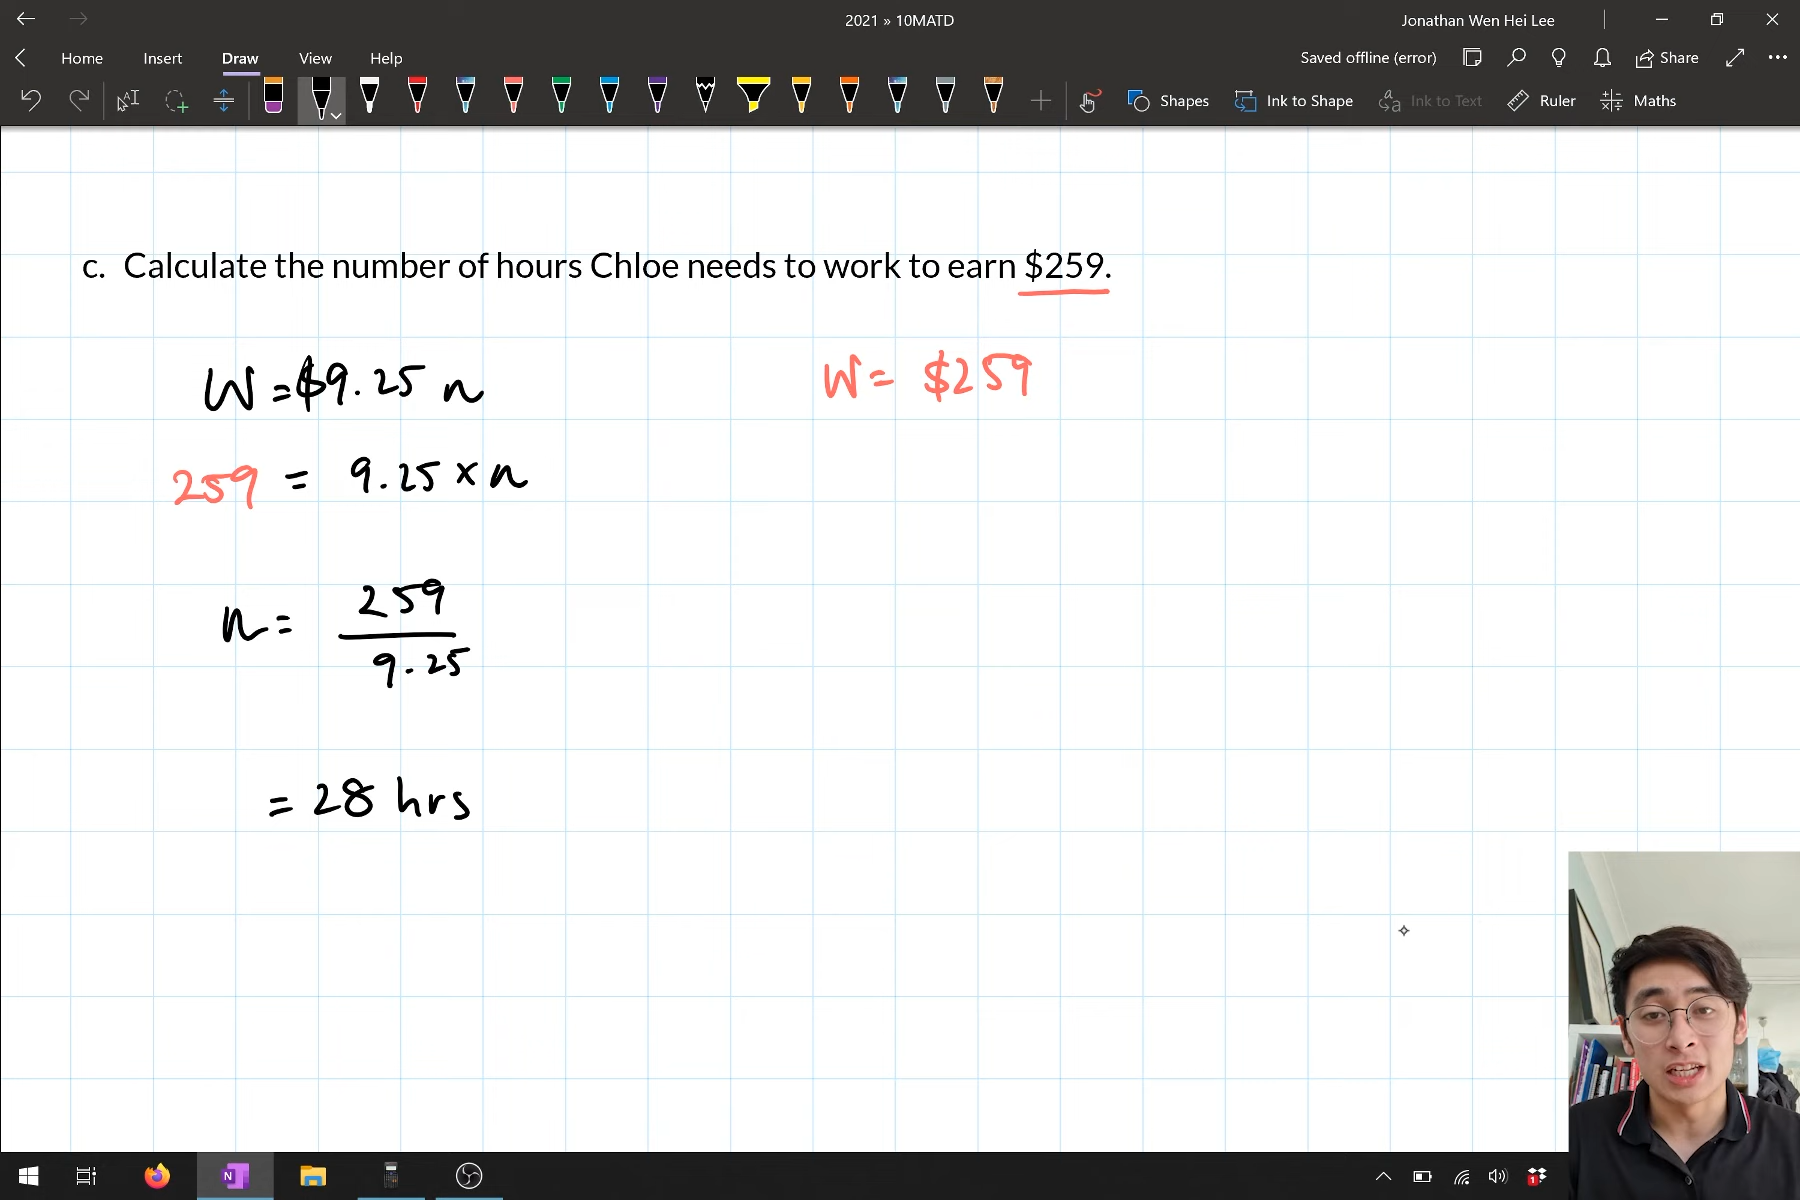 2021 » 10MATD
Jonathan Wen Hei Lee
Home Insert Draw View Help
Saved offline (error) Share
Shapes Ink to Shape Ink to Text Ruler Maths
c. Calculate the number of hours Chloe needs to work to earn $259.
W = $9.25 n
W = $259
259 = 9.25 × n
n = 259
9.25
= 28 hrs
N
1